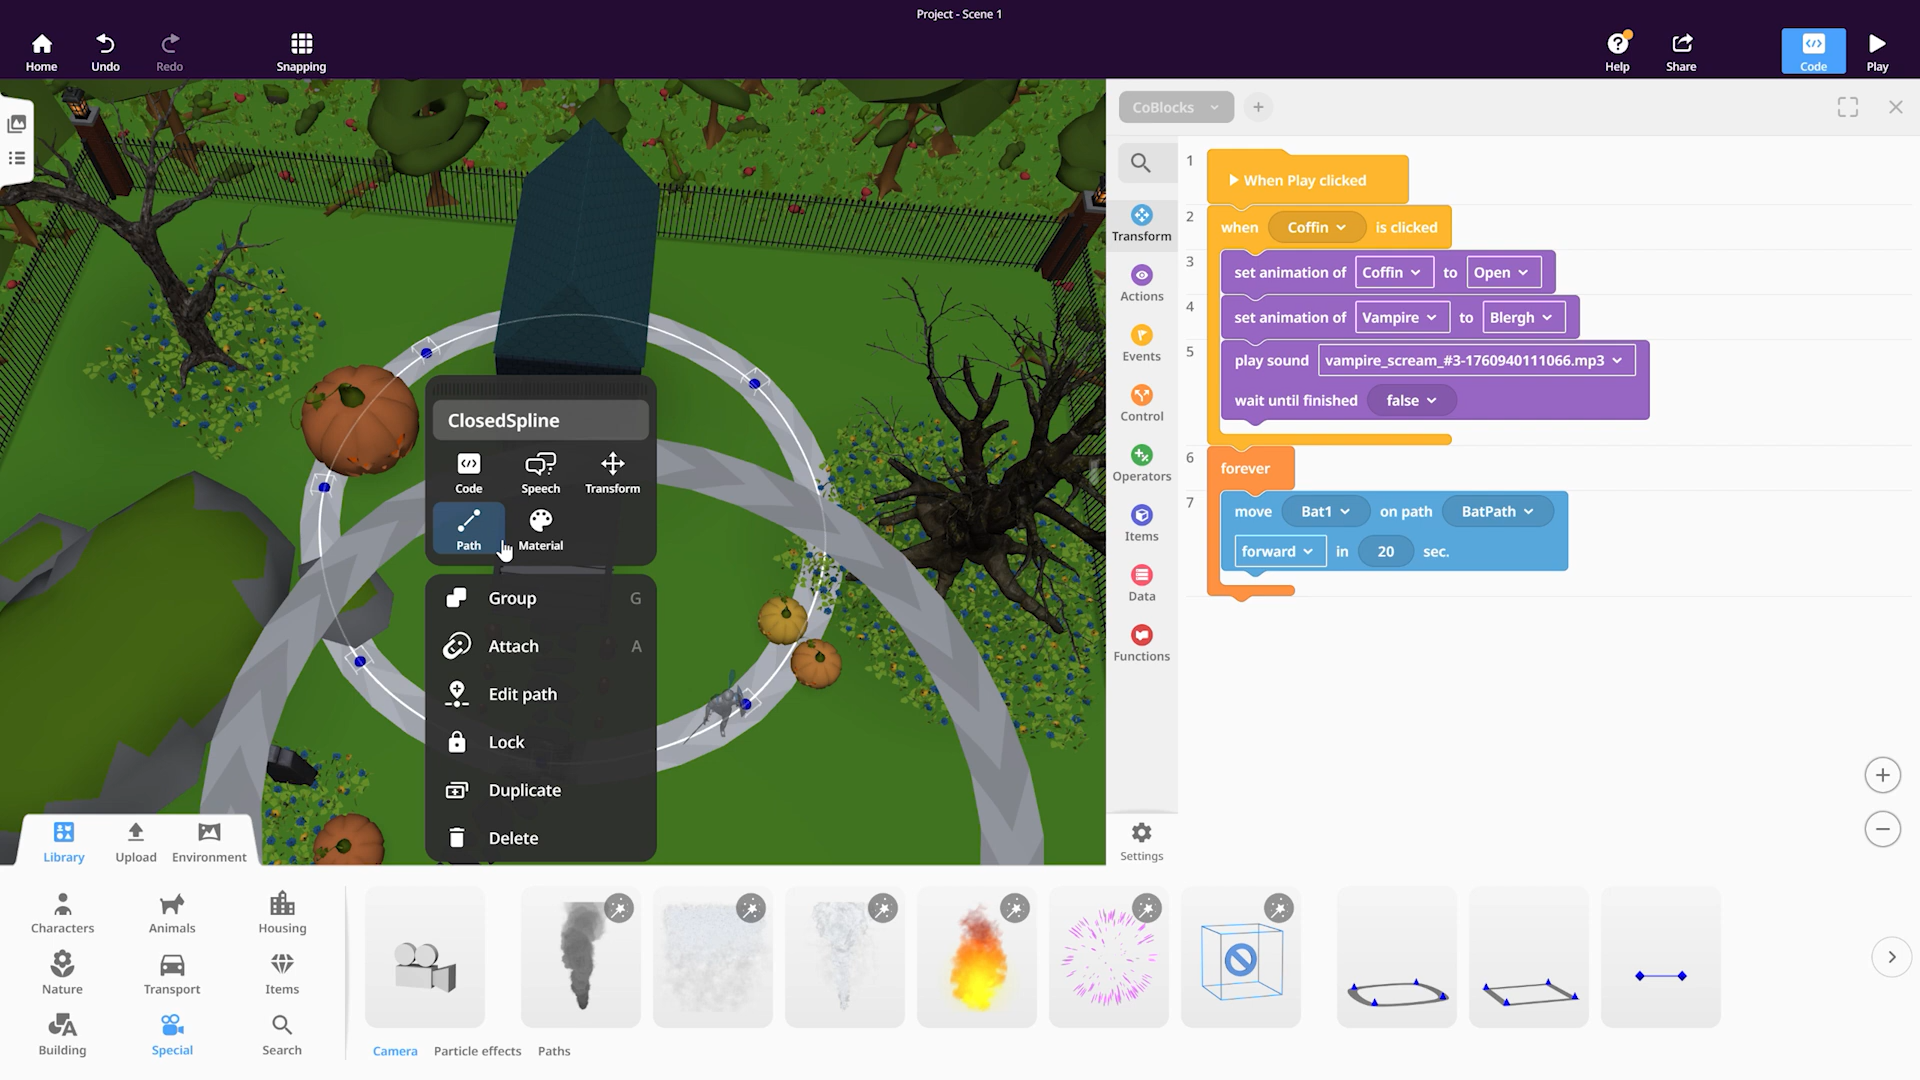 Project - Scene 1
Home
Undo
Redo
Snapping
Help
Share
Code
Play
CoBlocks
Transform
Actions
Events
Control
Operators
Items
Data
Functions
Settings
1
When Play clicked
2
when Coffin is clicked
3
set animation of Coffin to Open
4
set animation of Vampire to Blergh
5
play sound vampire_scream_#3-1760940111066.mp3
wait until finished false
6
forever
7
move Bat1 on path BatPath
forward in 20 sec.
ClosedSpline
Code
Speech
Transform
Path
Material
Group G
Attach A
Edit path
Lock
Duplicate
Delete
Library
Upload
Environment
Characters
Animals
Housing
Nature
Transport
Items
Building
Special
Search
Camera
Particle effects
Paths